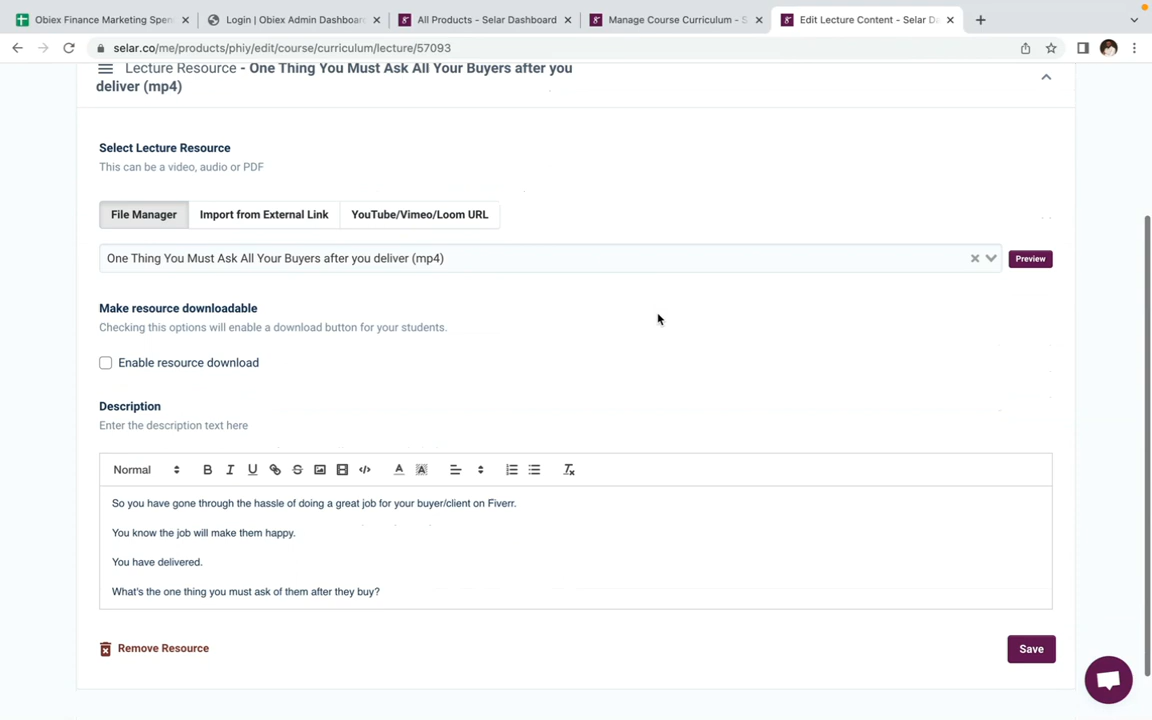 Obiex Finance Marketing Spen
Login | Obiex Admin Dashboar
All Products - Selar Dashboard
Manage Course Curriculum - S
Edit Lecture Content - Selar D
selar.co/me/products/phiy/edit/course/curriculum/lecture/57093
Lecture Resource - One Thing You Must Ask All Your Buyers after you
deliver (mp4)
Select Lecture Resource
This can be a video, audio or PDF
File Manager
Import from External Link
YouTube/Vimeo/Loom URL
One Thing You Must Ask All Your Buyers after you deliver (mp4)
Preview
Make resource downloadable
Checking this options will enable a download button for your students.
Enable resource download
Description
Enter the description text here
Normal
So you have gone through the hassle of doing a great job for your buyer/client on Fiverr.
You know the job will make them happy.
You have delivered.
What's the one thing you must ask of them after they buy?
Remove Resource
Save